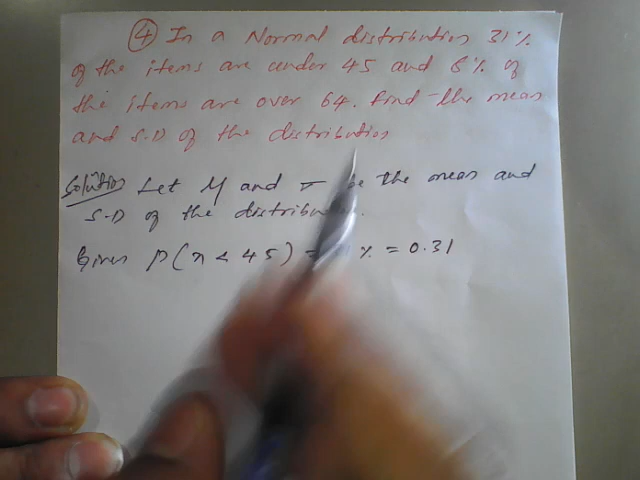 ④ In a Normal distribution 31%
of the items are under 45 and 8% of
the items are over 64. find the mean
and S.D of the distribution
Solution Let M and σ be the mean and
S.D of the
Given P(x < 45) = % = 0.31